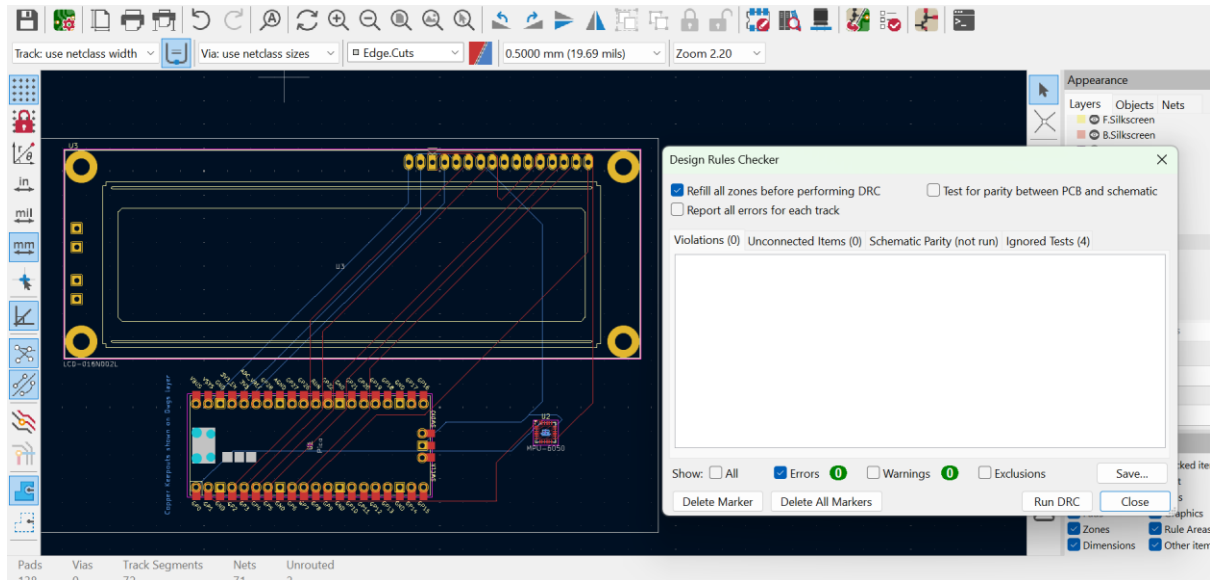 Track: use netclass width
Via: use netclass sizes
Edge.Cuts
0.5000 mm (19.69 mils)
Zoom 2.20
Appearance
Layers Objects Nets
F.Silkscreen
B.Silkscreen
in
mil
mm
U3
U3
LCD-016N002L
Copper Keepouts shown on Dwgs layer
U1
Pico
U2
MPU-6050
Design Rules Checker
Refill all zones before performing DRC
Test for parity between PCB and schematic
Report all errors for each track
Violations (0) Unconnected Items (0) Schematic Parity (not run) Ignored Tests (4)
Show: All Errors 0 Warnings 0 Exclusions Save...
Delete Marker Delete All Markers Run DRC Close
Zones Rule Areas
Dimensions Other item
Pads Vias Track Segments Nets Unrouted